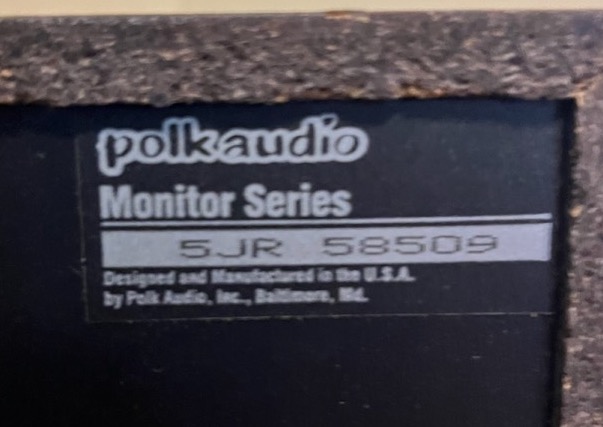 polkaudio
Monitor Series
5JR 58509
Designed and Manufactured in the U.S.A.
by Polk Audio, Inc., Baltimore, Md.